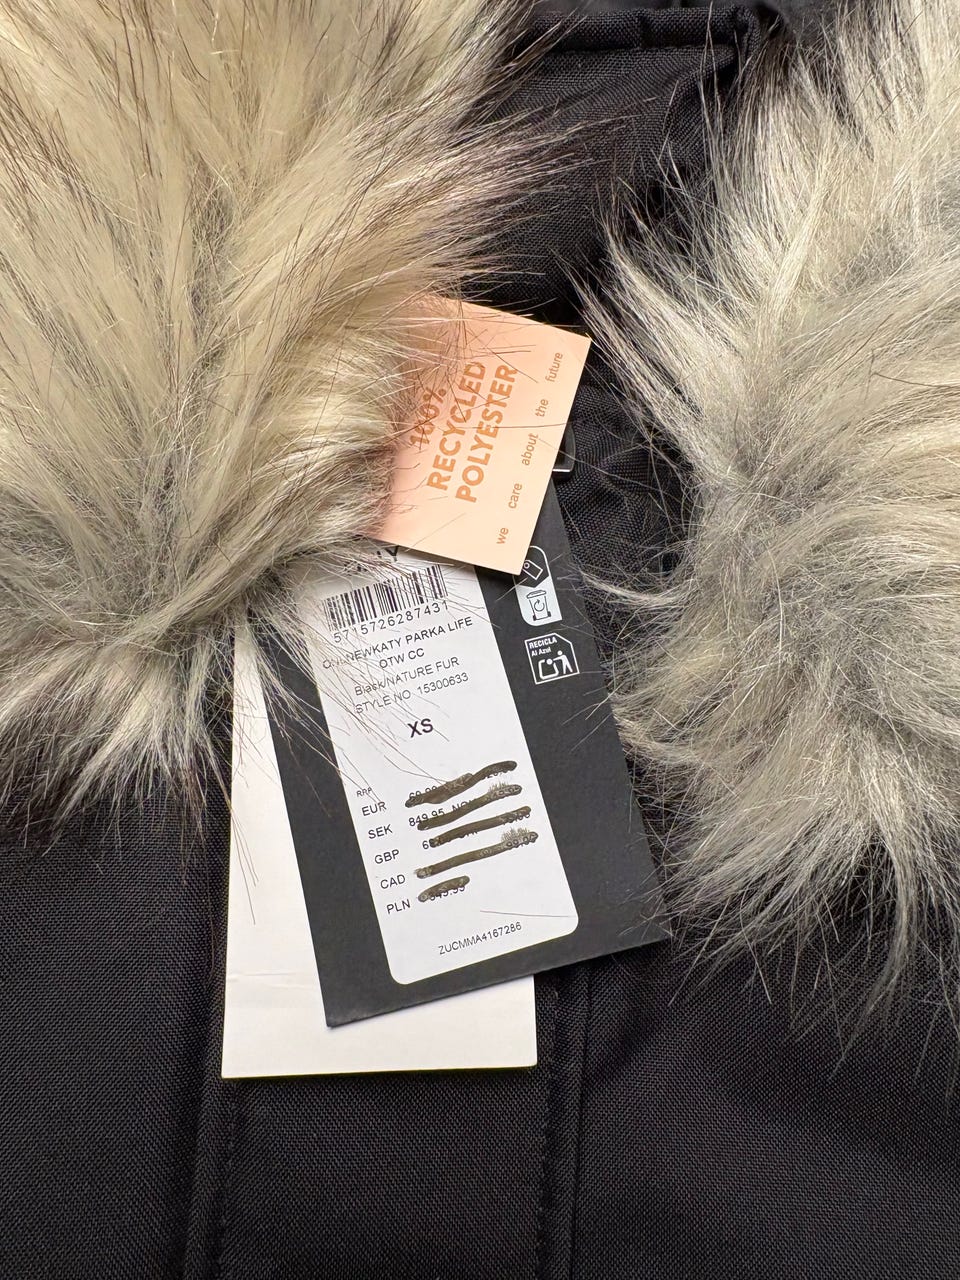 100%
RECYCLED
POLYESTER
we care about the future
5715726287431
ONLNEWKATY PARKA LIFE
OTW CC
Black/NATURE FUR
STYLE NO 15300633
XS
RRP
EUR
SEK 849.95
GBP
CAD
PLN
ZUCMMA4167286
RECICLA
Al Azul